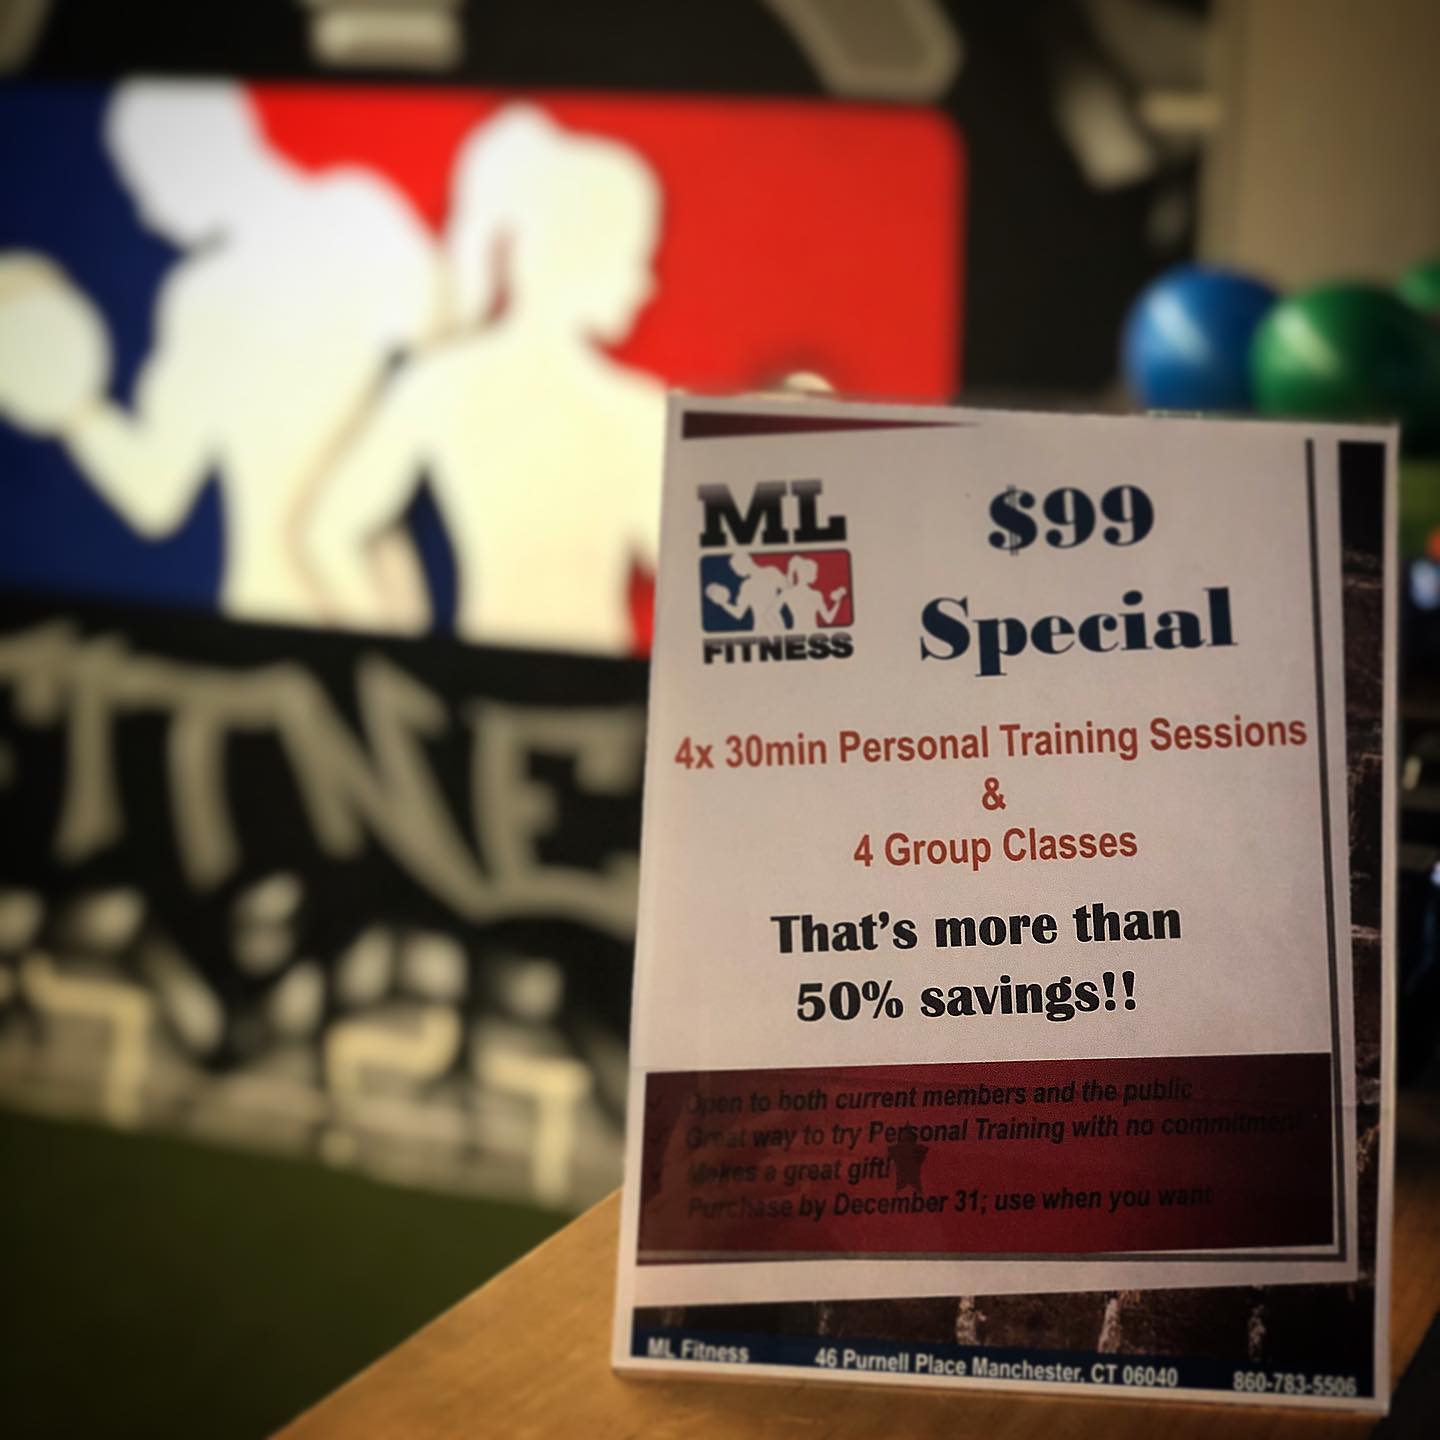 ML
FITNESS
$99
Special
4x 30min Personal Training Sessions
&
4 Group Classes
That's more than
50% savings!!
Open to both current members and the public
Great way to try Personal Training with no commitment
Makes a great gift!
Purchase by December 31; use when you want
ML Fitness 46 Purnell Place Manchester, CT 06040 860-783-5506